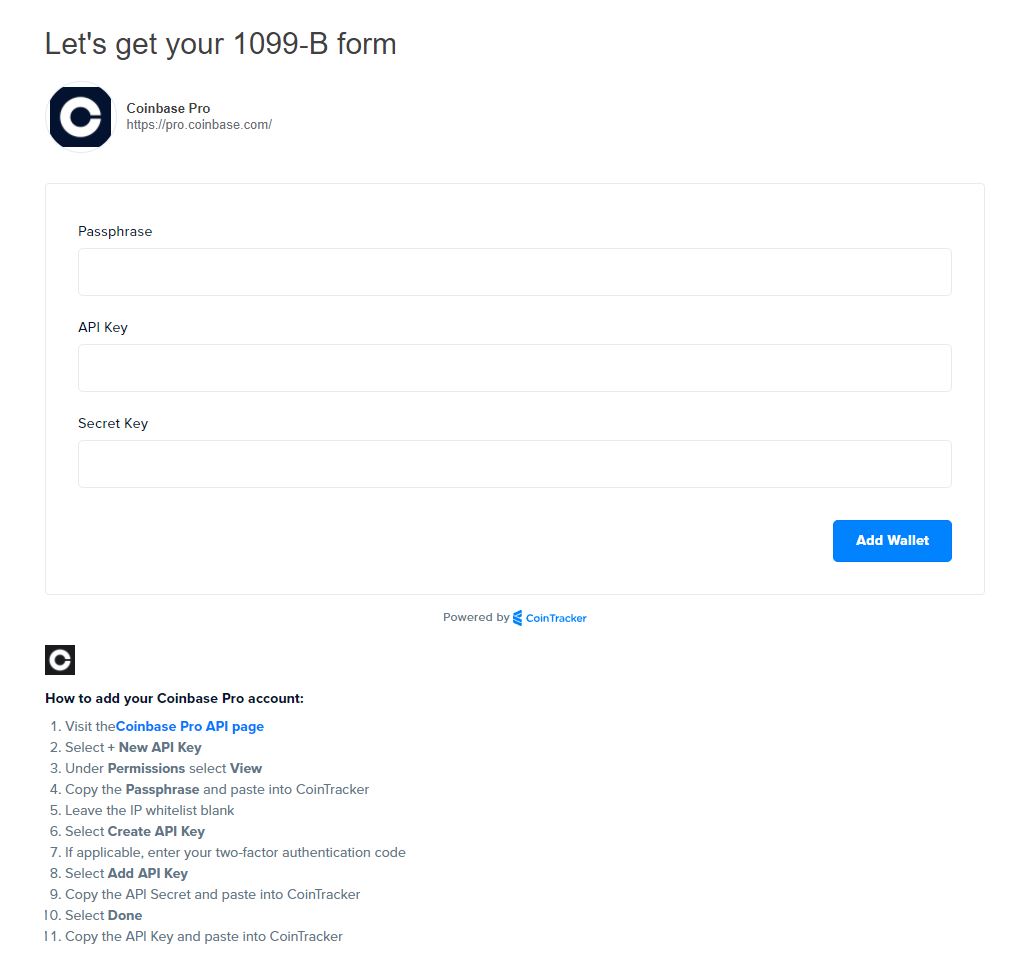 Let's get your 1099-B form
Coinbase Pro
https://pro.coinbase.com/
Passphrase
API Key
Secret Key
Add Wallet
Powered by CoinTracker
How to add your Coinbase Pro account:
1. Visit theCoinbase Pro API page
2. Select + New API Key
3. Under Permissions select View
4. Copy the Passphrase and paste into CoinTracker
5. Leave the IP whitelist blank
6. Select Create API Key
7. If applicable, enter your two-factor authentication code
8. Select Add API Key
9. Copy the API Secret and paste into CoinTracker
10. Select Done
11. Copy the API Key and paste into CoinTracker